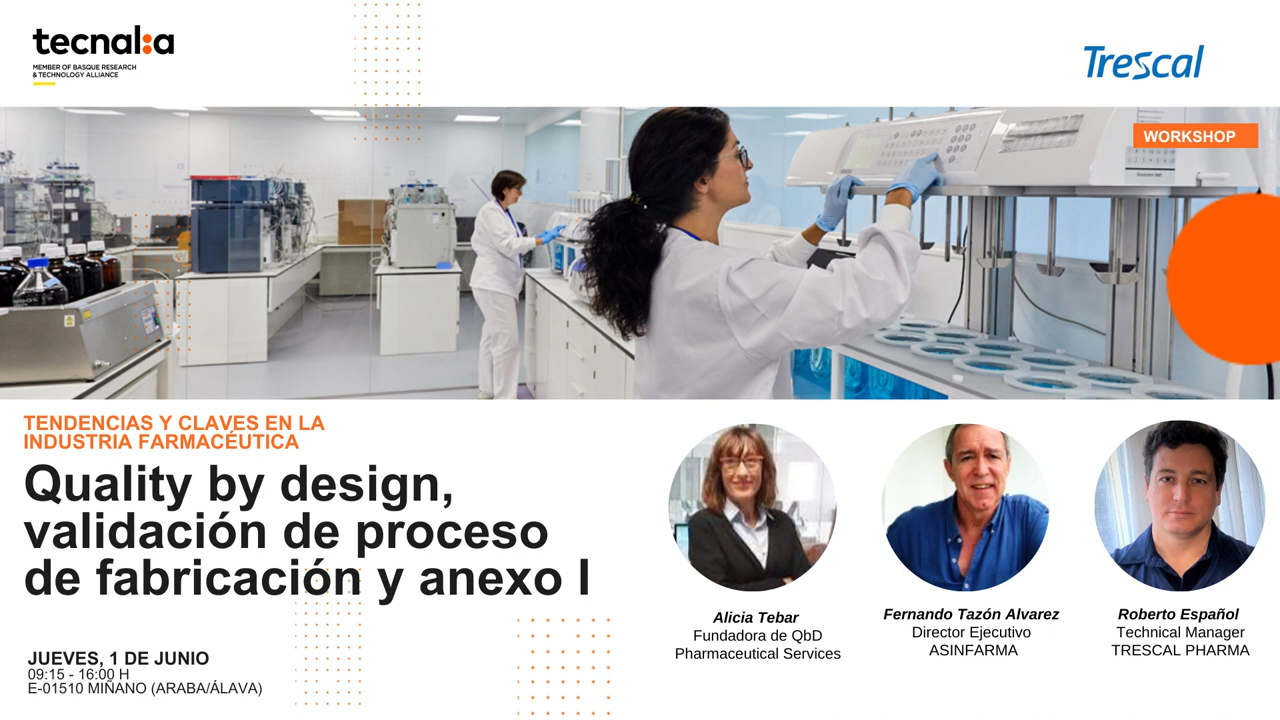 tecnal:a
MEMBER OF BASQUE RESEARCH
& TECHNOLOGY ALLIANCE
Trescal
WORKSHOP
TENDENCIAS Y CLAVES EN LA
INDUSTRIA FARMACÉUTICA
Quality by design,
validación de proceso
de fabricación y anexo I
JUEVES, 1 DE JUNIO
09:15 - 16:00 H
E-01510 MIÑANO (ARABA/ÁLAVA)
Alicia Tebar
Fundadora de QbD
Pharmaceutical Services
Fernando Tazón Alvarez
Director Ejecutivo
ASINFARMA
Roberto Español
Technical Manager
TRESCAL PHARMA